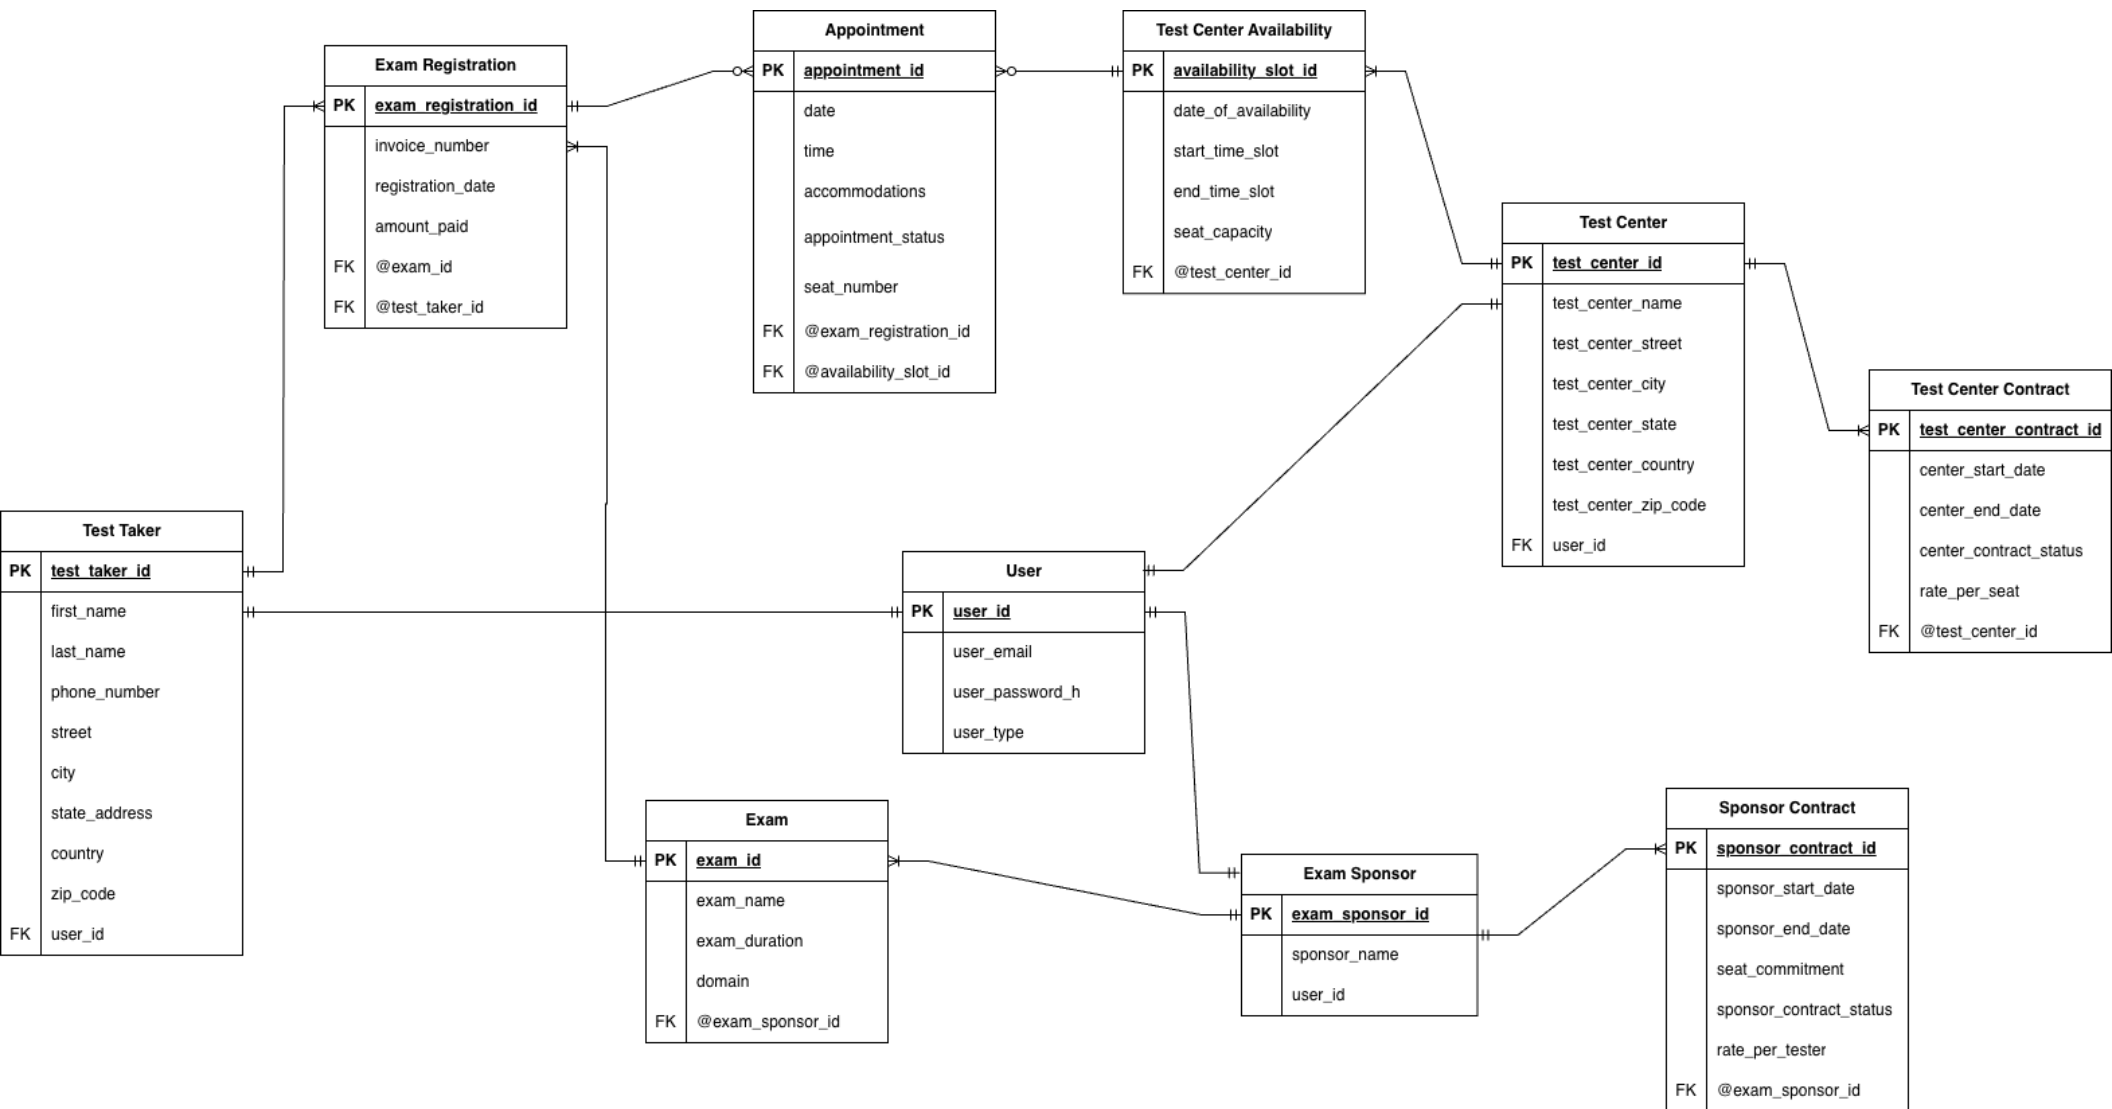 Exam Registration
PK exam_registration_id
invoice_number
registration_date
amount_paid
FK @exam_id
FK @test_taker_id
Appointment
PK appointment_id
date
time
accommodations
appointment_status
seat_number
FK @exam_registration_id
FK @availability_slot_id
Test Center Availability
PK availability_slot_id
date_of_availability
start_time_slot
end_time_slot
seat_capacity
FK @test_center_id
Test Center
PK test_center_id
test_center_name
test_center_street
test_center_city
test_center_state
test_center_country
test_center_zip_code
FK user_id
Test Center Contract
PK test_center_contract_id
center_start_date
center_end_date
center_contract_status
rate_per_seat
FK @test_center_id
Test Taker
PK test_taker_id
first_name
last_name
phone_number
street
city
state_address
country
zip_code
FK user_id
User
PK user_id
user_email
user_password_h
user_type
Exam
PK exam_id
exam_name
exam_duration
domain
FK @exam_sponsor_id
Exam Sponsor
PK exam_sponsor_id
sponsor_name
user_id
Sponsor Contract
PK sponsor_contract_id
sponsor_start_date
sponsor_end_date
seat_commitment
sponsor_contract_status
rate_per_tester
FK @exam_sponsor_id